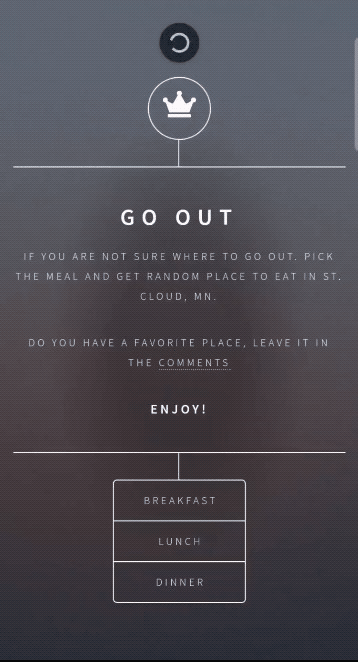 GO OUT
IF YOU ARE NOT SURE WHERE TO GO OUT. PICK
THE MEAL AND GET RANDOM PLACE TO EAT IN ST.
CLOUD, MN.
DO YOU HAVE A FAVORITE PLACE, LEAVE IT IN
THE COMMENTS
ENJOY!
BREAKFAST
LUNCH
DINNER